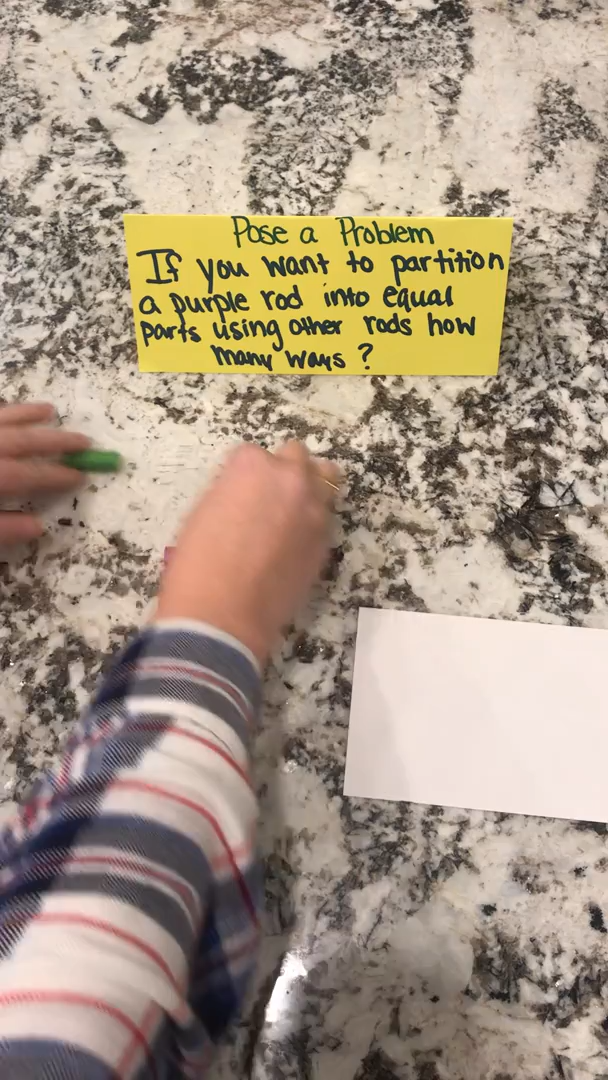 Pose a Problem
If you want to partition
a purple rod into equal
parts using other rods how
many ways ?